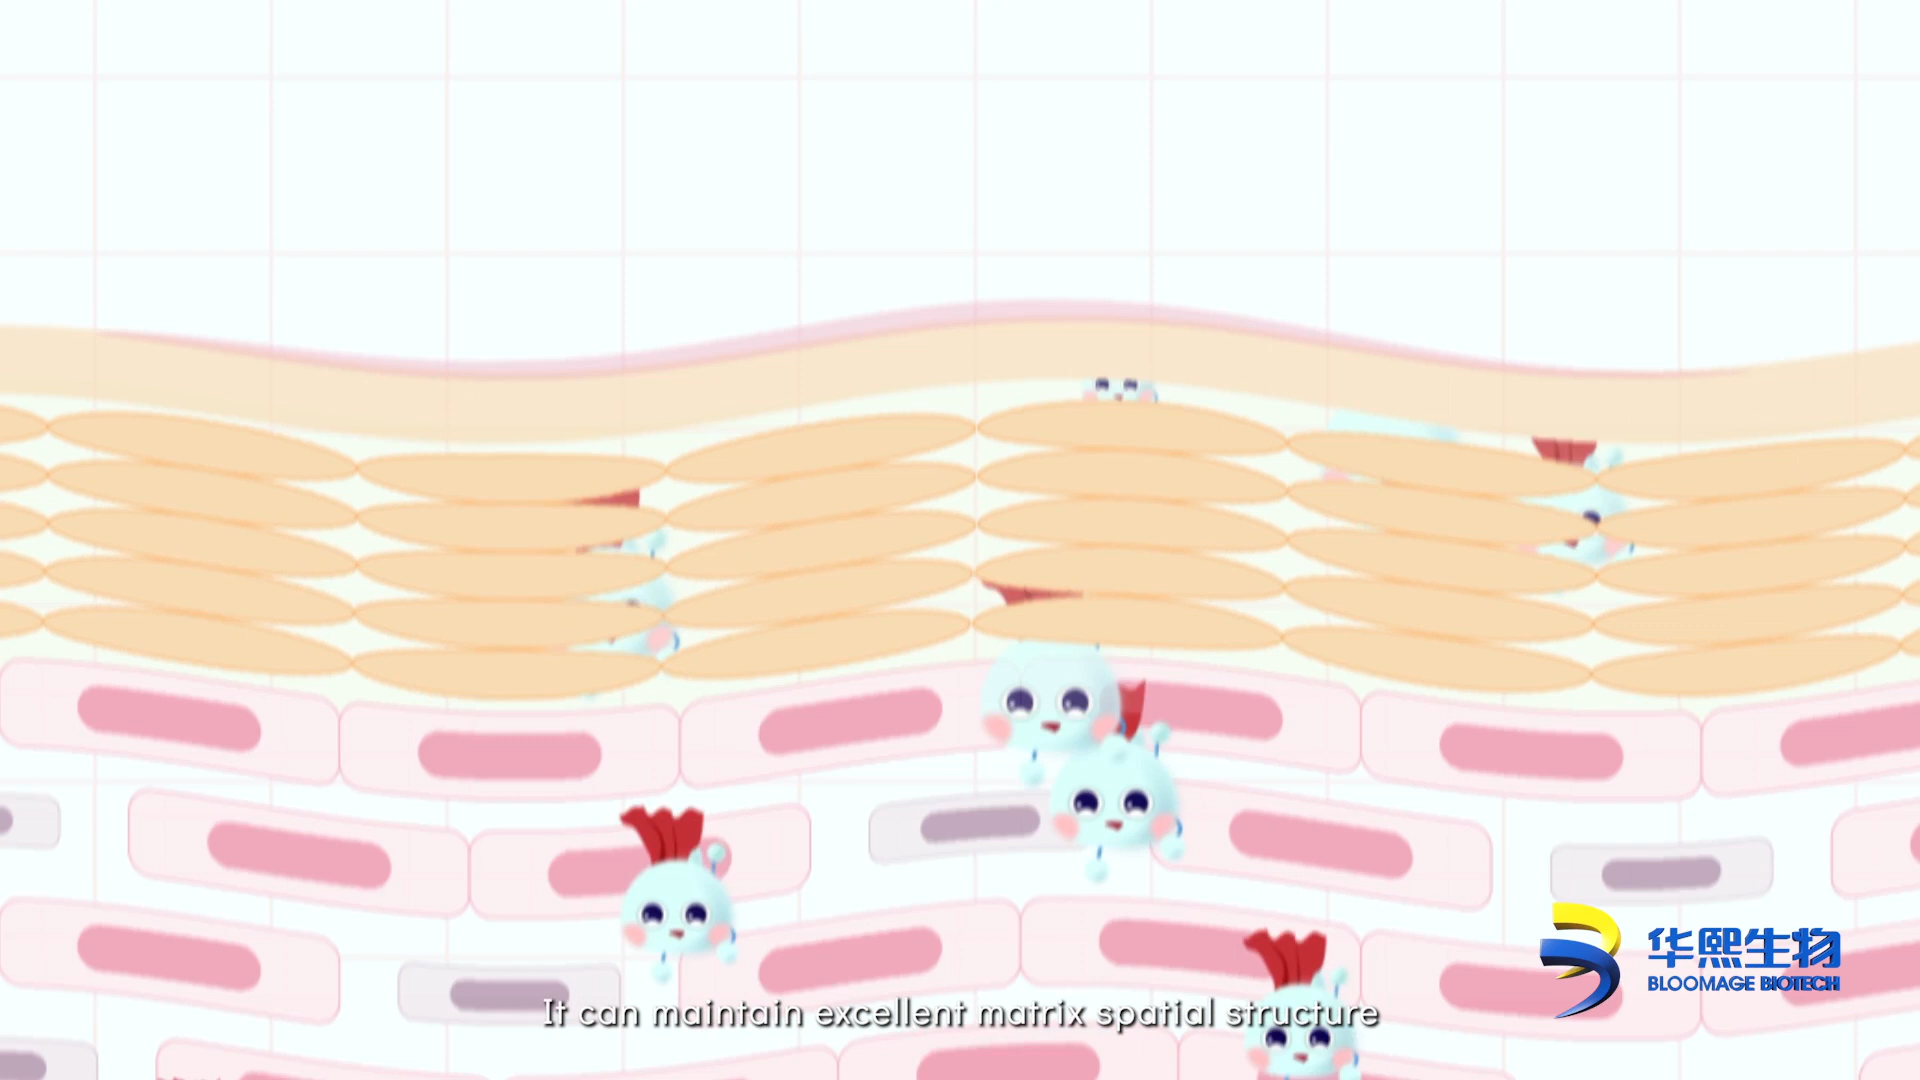 华熙生物
BLOOMAGE BIOTECH
It can maintain excellent matrix spatial structure